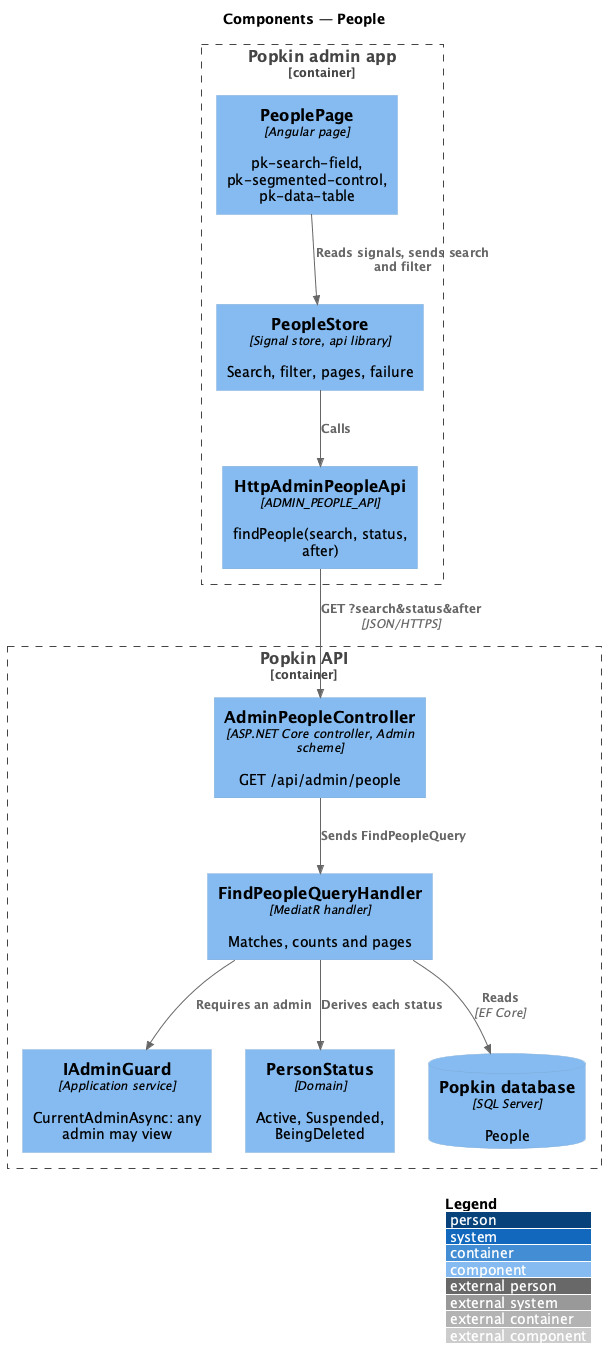 Components — People
Popkin admin app
[container]
PeoplePage
[Angular page]
pk-search-field,
pk-segmented-control,
pk-data-table
Reads signals, sends search
and filter
PeopleStore
[Signal store, api library]
Search, filter, pages, failure
Calls
HttpAdminPeopleApi
[ADMIN_PEOPLE_API]
findPeople(search, status,
after)
GET ?search&status&after
[JSON/HTTPS]
Popkin API
[container]
AdminPeopleController
[ASP.NET Core controller, Admin
scheme]
GET /api/admin/people
Sends FindPeopleQuery
FindPeopleQueryHandler
[MediatR handler]
Matches, counts and pages
Requires an admin
Derives each status
Reads
[EF Core]
IAdminGuard
[Application service]
CurrentAdminAsync: any
admin may view
PersonStatus
[Domain]
Active, Suspended,
BeingDeleted
Popkin database
[SQL Server]
People
Legend
person
system
container
component
external person
external system
external container
external component